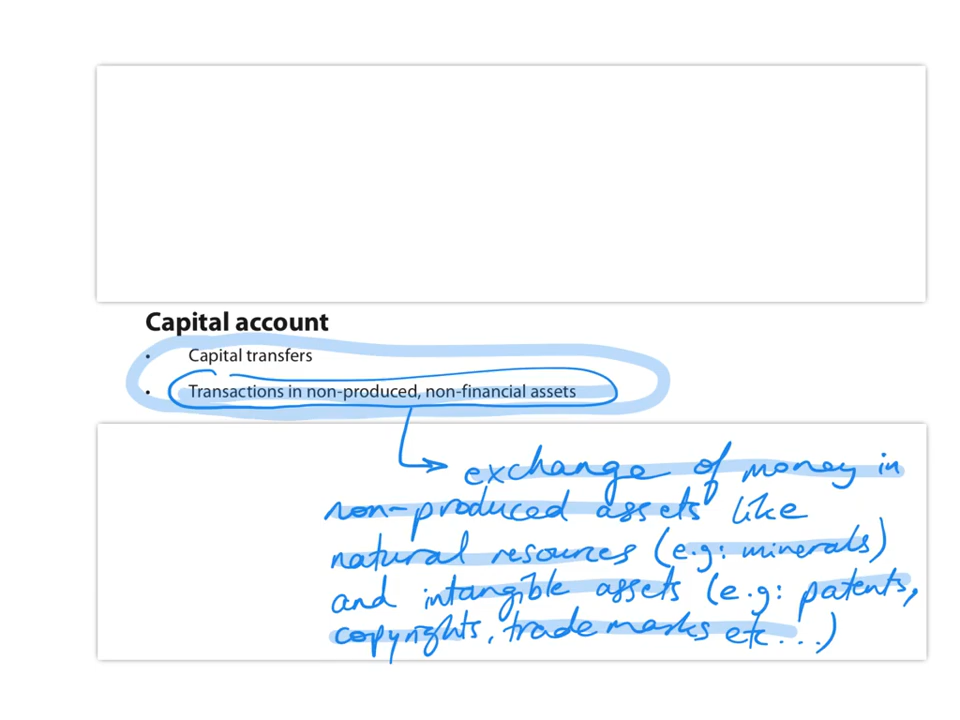 Capital account
• Capital transfers
• Transactions in non-produced, non-financial assets
exchange of money in
non-produced assets like
natural resources (e.g: minerals)
and intangible assets (e.g: patents,
copyrights, trademarks etc...)